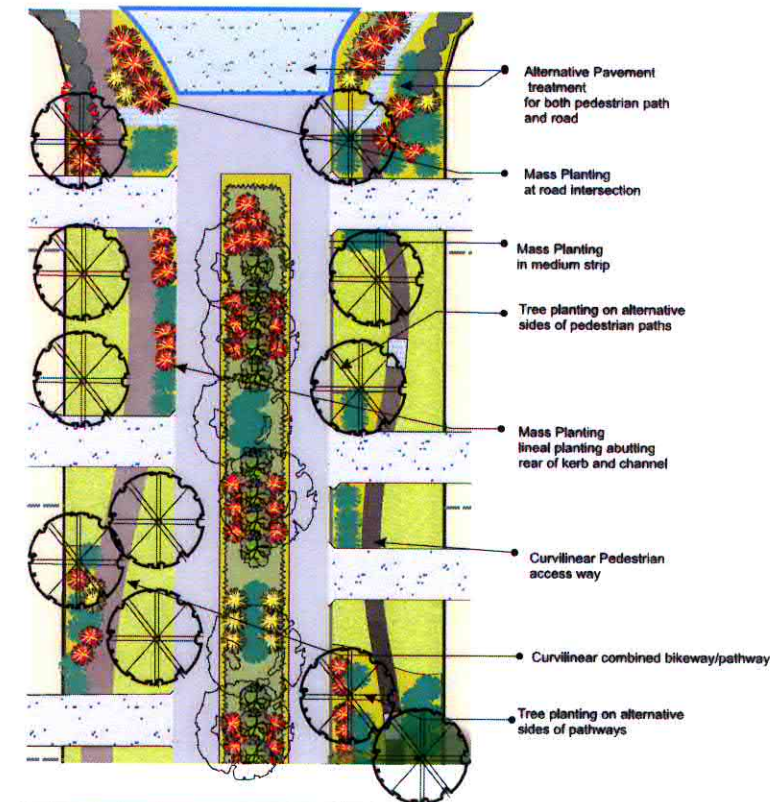 Alternative Pavement
treatment
for both pedestrian path
and road
Mass Planting
at road intersection
Mass Planting
in medium strip
Tree planting on alternative
sides of pedestrian paths
Mass Planting
lineal planting abutting
rear of kerb and channel
Curvilinear Pedestrian
access way
Curvilinear combined bikeway/pathway
Tree planting on alternative
sides of pathways